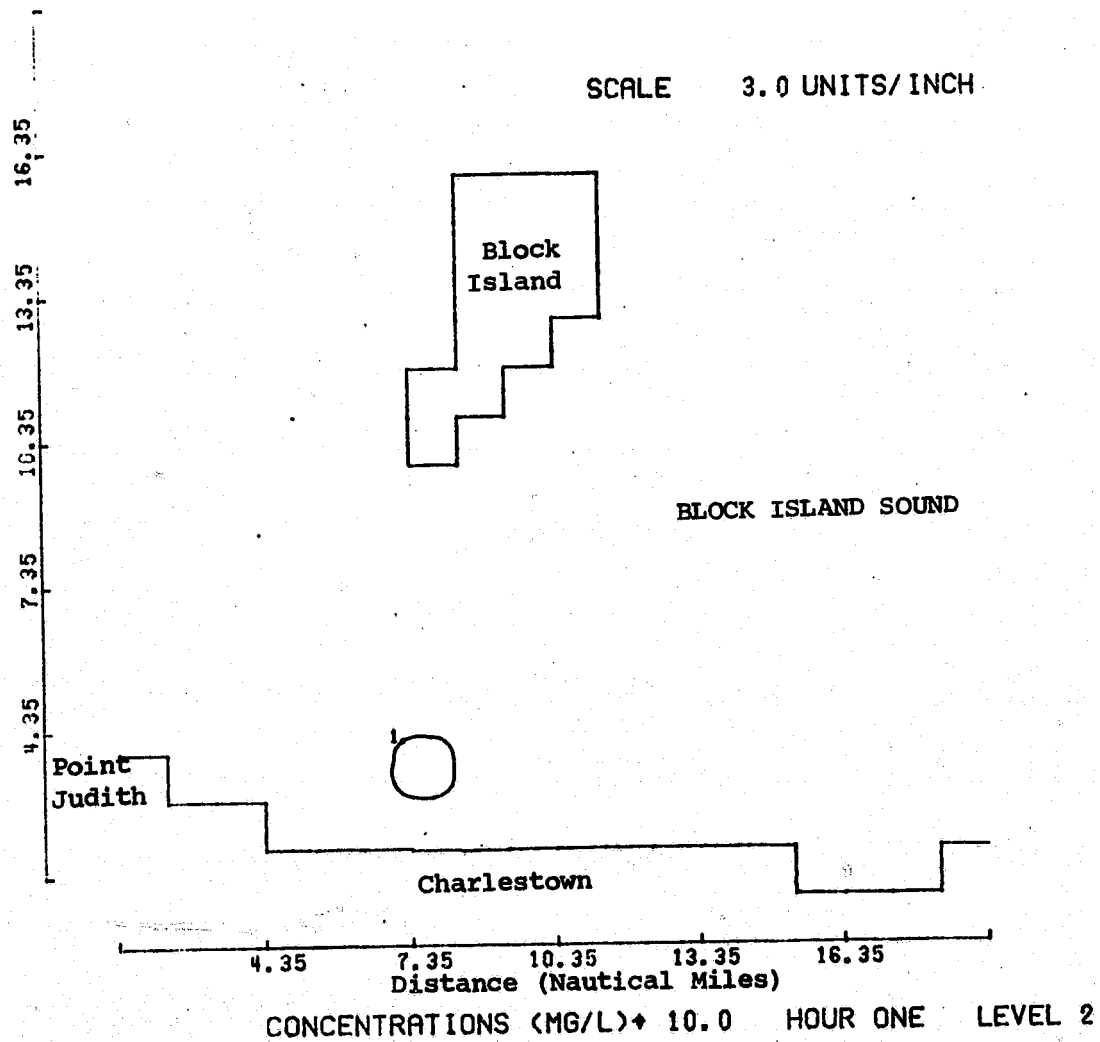 SCALE 3.0 UNITS/INCH
16.35
Block
Island
13.35
10.35
BLOCK ISLAND SOUND
7.35
4.35
1.
Point
Judith
Charlestown
4.35 7.35 10.35 13.35 16.35
Distance (Nautical Miles)
CONCENTRATIONS (MG/L)* 10.0 HOUR ONE LEVEL 2